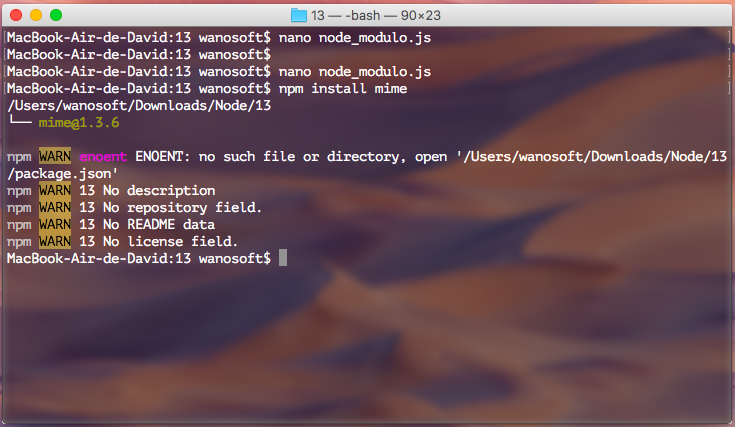 13 — -bash — 90×23
[MacBook-Air-de-David:13 wanosoft$ nano node_modulo.js ]
[MacBook-Air-de-David:13 wanosoft$ ]
[MacBook-Air-de-David:13 wanosoft$ nano node_modulo.js ]
[MacBook-Air-de-David:13 wanosoft$ npm install mime ]
/Users/wanosoft/Downloads/Node/13
└── mime@1.3.6
npm WARN enoent ENOENT: no such file or directory, open '/Users/wanosoft/Downloads/Node/13
/package.json'
npm WARN 13 No description
npm WARN 13 No repository field.
npm WARN 13 No README data
npm WARN 13 No license field.
MacBook-Air-de-David:13 wanosoft$